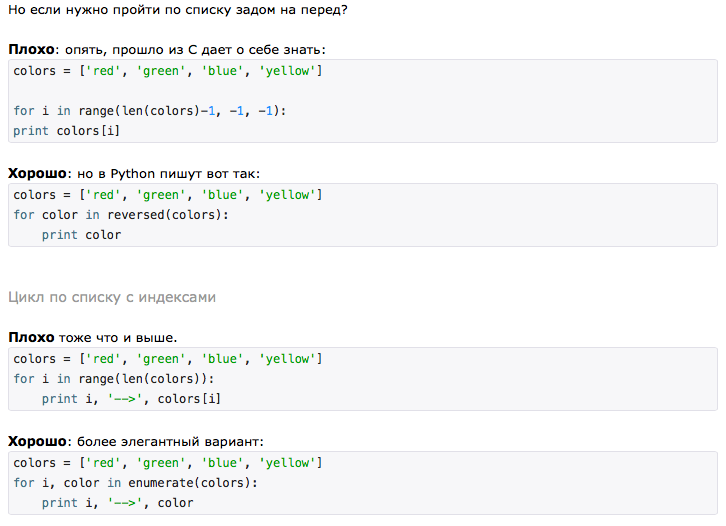 Но если нужно пройти по списку задом на перед?
Плохо: опять, прошло из C дает о себе знать:
colors = ['red', 'green', 'blue', 'yellow']
for i in range(len(colors)-1, -1, -1):
print colors[i]
Хорошо: но в Python пишут вот так:
colors = ['red', 'green', 'blue', 'yellow']
for color in reversed(colors):
    print color
Цикл по списку с индексами
Плохо тоже что и выше.
colors = ['red', 'green', 'blue', 'yellow']
for i in range(len(colors)):
    print i, '-->', colors[i]
Хорошо: более элегантный вариант:
colors = ['red', 'green', 'blue', 'yellow']
for i, color in enumerate(colors):
    print i, '-->', color